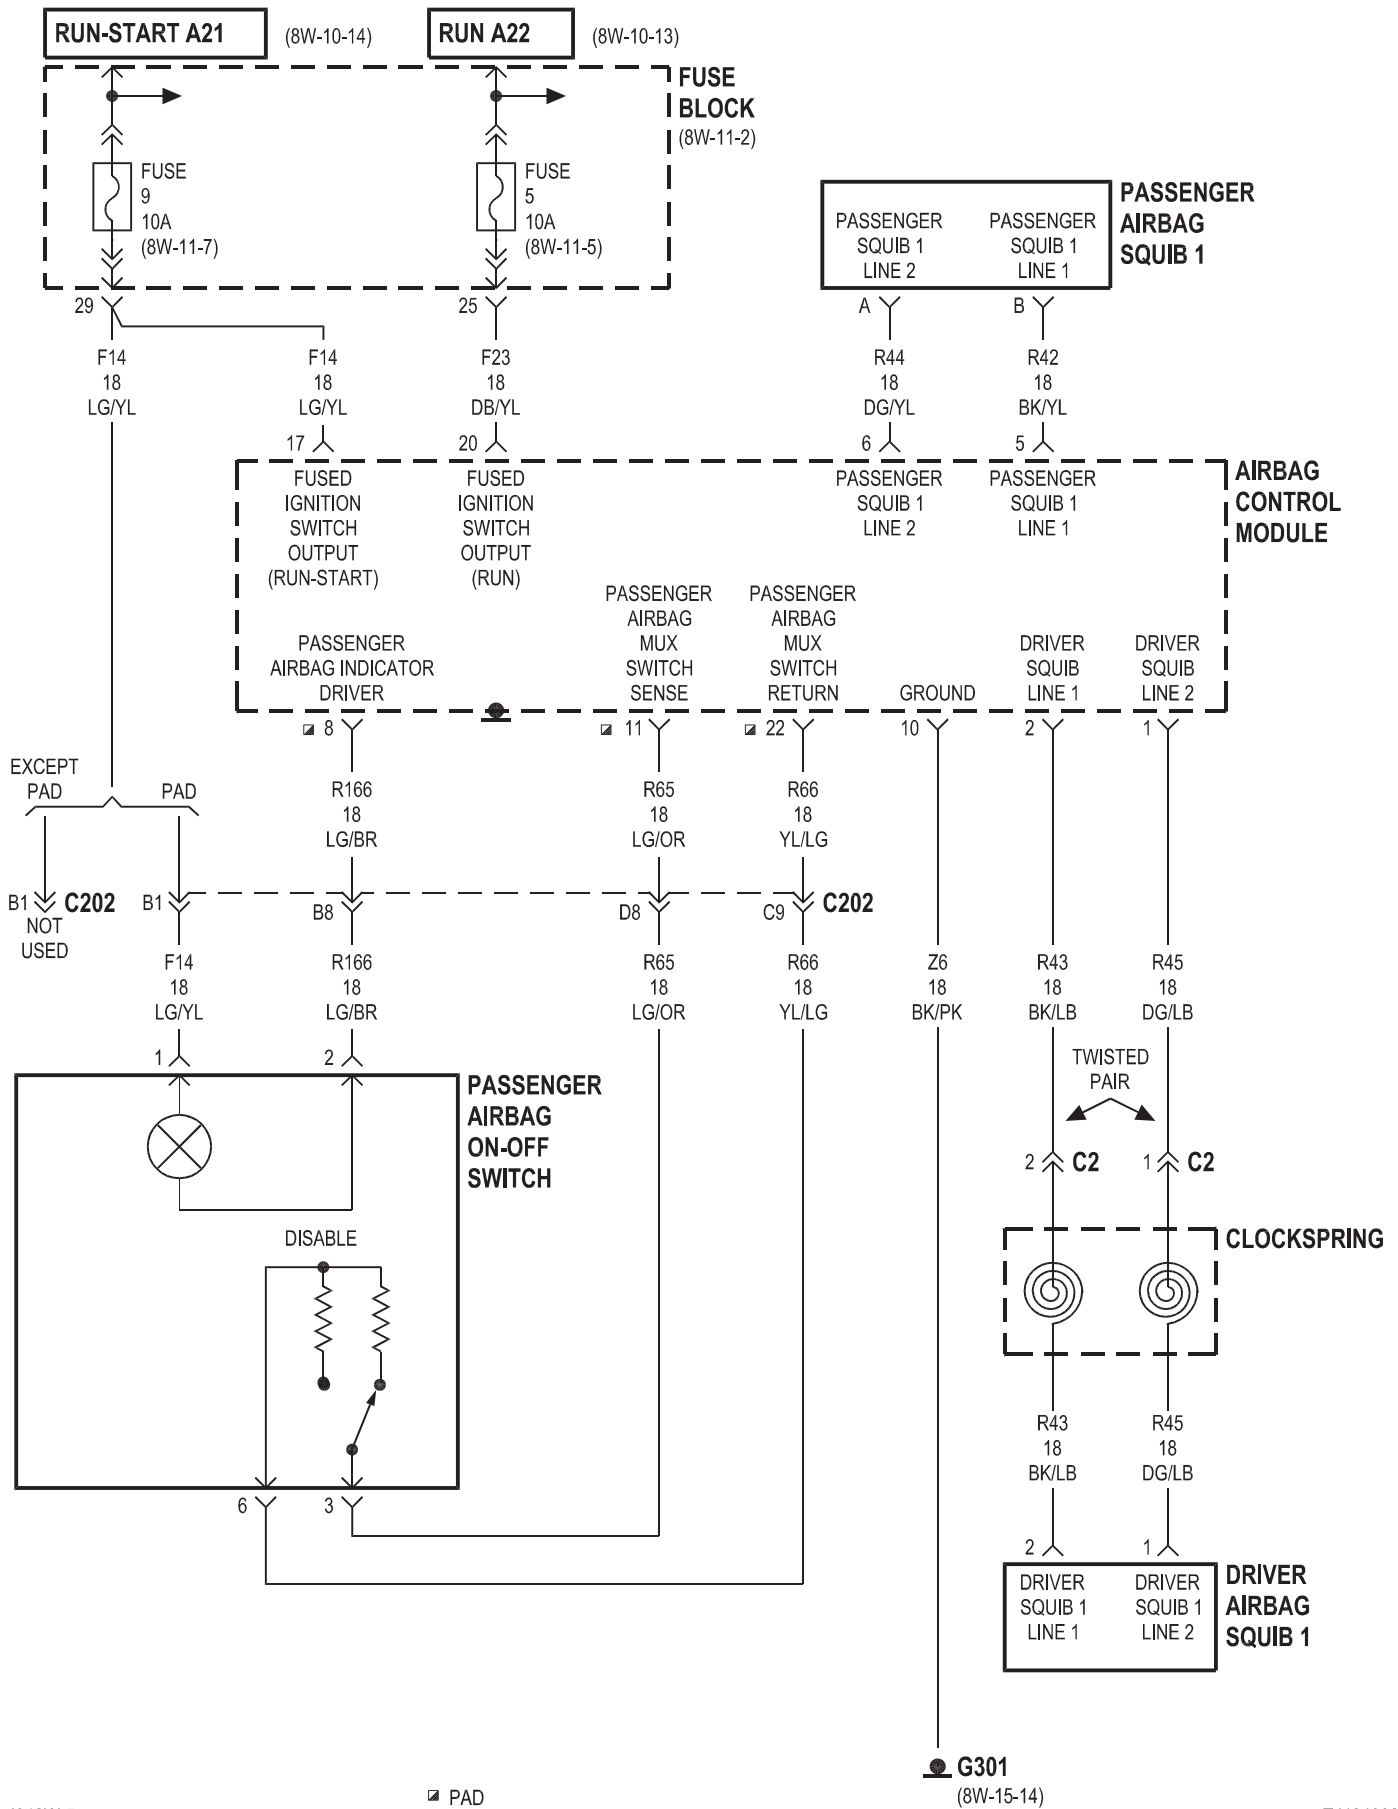 RUN-START A21 (8W-10-14) RUN A22 (8W-10-13)
FUSE
BLOCK
(8W-11-2)
FUSE
9
10A
(8W-11-7)
FUSE
5
10A
(8W-11-5)
PASSENGER
AIRBAG
SQUIB 1
PASSENGER
SQUIB 1
LINE 2
PASSENGER
SQUIB 1
LINE 1
29
25
A
B
F14
18
LG/YL
F14
18
LG/YL
F23
18
DB/YL
R44
18
DG/YL
R42
18
BK/YL
17
20
6
5
FUSED
IGNITION
SWITCH
OUTPUT
(RUN-START)
FUSED
IGNITION
SWITCH
OUTPUT
(RUN)
PASSENGER
SQUIB 1
LINE 2
PASSENGER
SQUIB 1
LINE 1
AIRBAG
CONTROL
MODULE
PASSENGER
AIRBAG INDICATOR
DRIVER
PASSENGER
AIRBAG
MUX
SWITCH
SENSE
PASSENGER
AIRBAG
MUX
SWITCH
RETURN
GROUND
DRIVER
SQUIB
LINE 1
DRIVER
SQUIB
LINE 2
8
11
22
10
2
1
EXCEPT
PAD
PAD
R166
18
LG/BR
R65
18
LG/OR
R66
18
YL/LG
B1
C202
NOT
USED
B1
B8
D8
C9
C202
F14
18
LG/YL
R166
18
LG/BR
R65
18
LG/OR
R66
18
YL/LG
Z6
18
BK/PK
R43
18
BK/LB
R45
18
DG/LB
1
2
TWISTED
PAIR
PASSENGER
AIRBAG
ON-OFF
SWITCH
2
C2
1
C2
DISABLE
CLOCKSPRING
R43
18
BK/LB
R45
18
DG/LB
6
3
2
1
DRIVER
SQUIB 1
LINE 1
DRIVER
SQUIB 1
LINE 2
DRIVER
AIRBAG
SQUIB 1
G301
(8W-15-14)
PAD